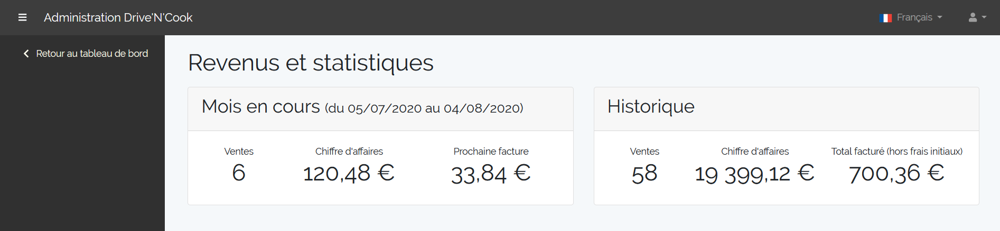 Administration Drive'N'Cook
Français
Retour au tableau de bord
Revenus et statistiques
Mois en cours (du 05/07/2020 au 04/08/2020)
Ventes
6
Chiffre d'affaires
120,48 €
Prochaine facture
33,84 €
Historique
Ventes
58
Chiffre d'affaires
19 399,12 €
Total facturé (hors frais initiaux)
700,36 €